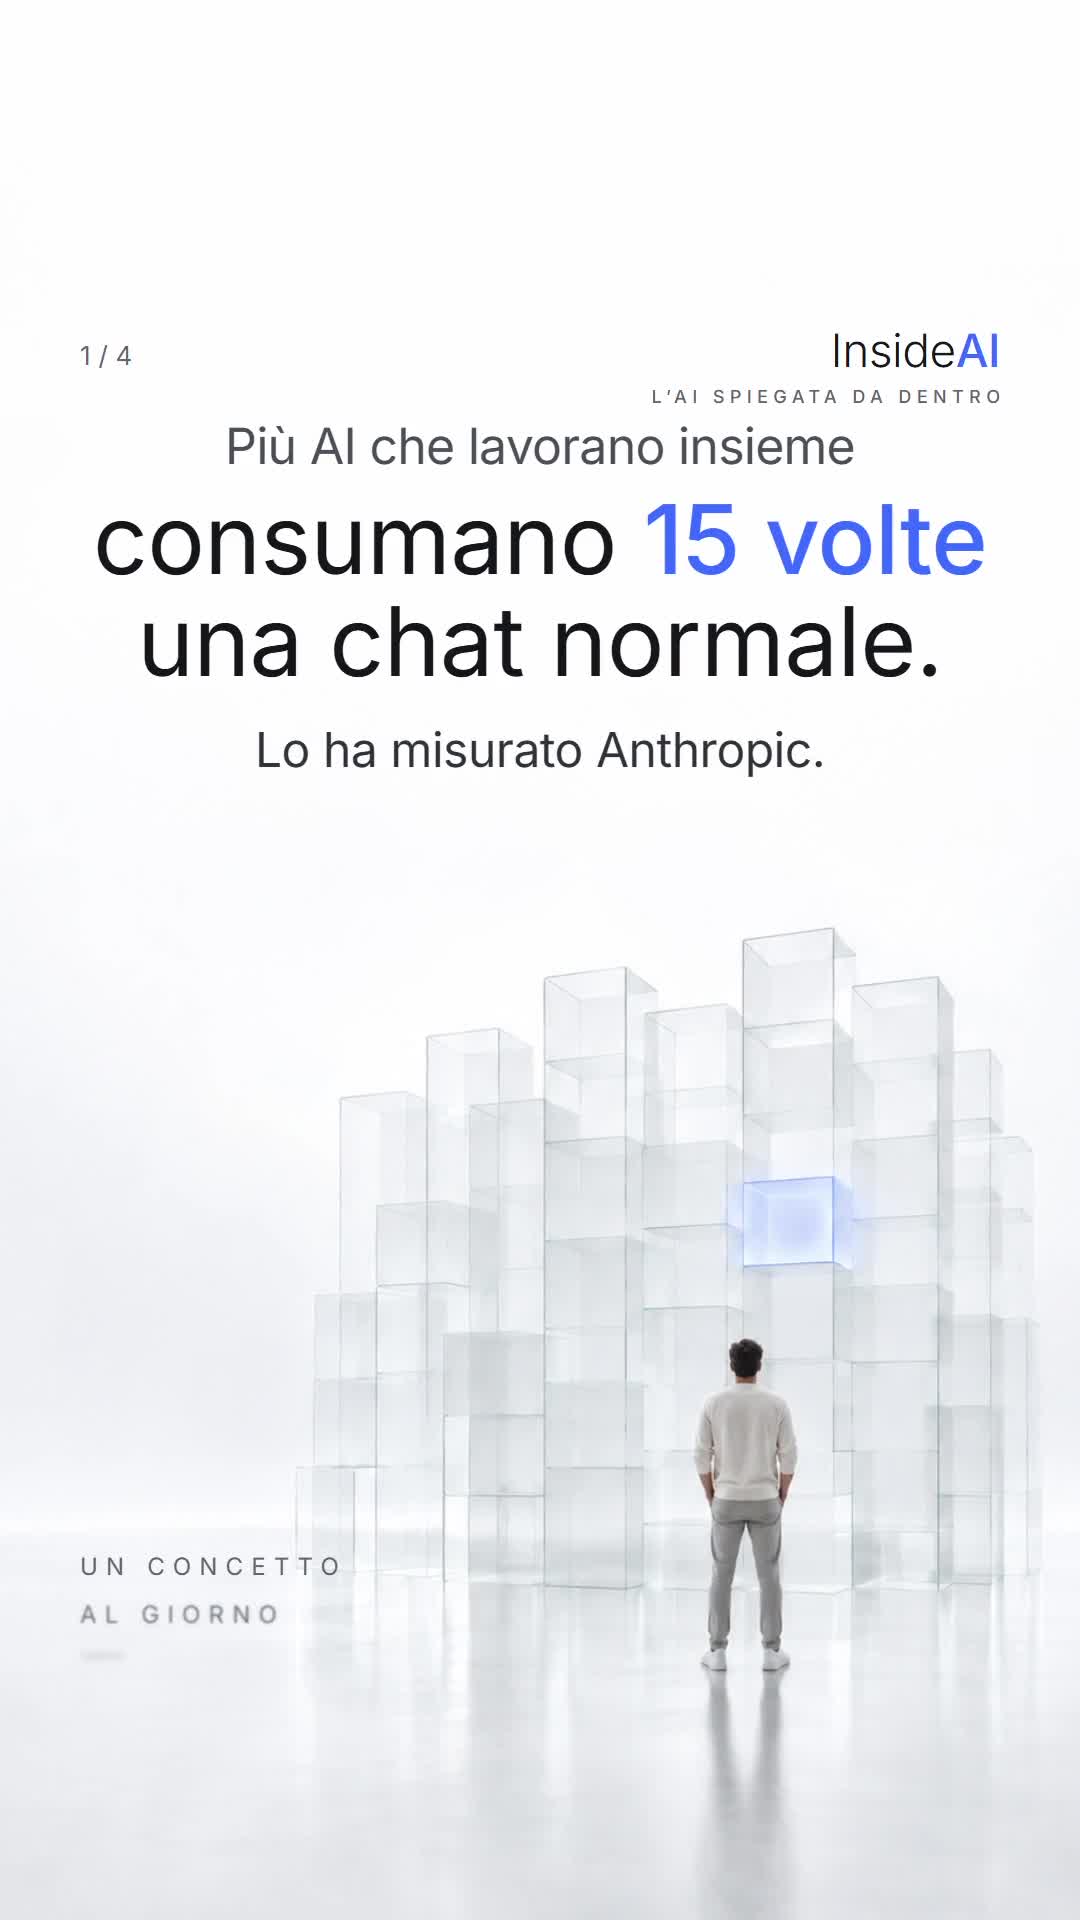 1 / 4
InsideAI
L'AI SPIEGATA DA DENTRO
Più AI che lavorano insieme
consumano 15 volte
una chat normale.
Lo ha misurato Anthropic.
UN CONCETTO
AL GIORNO